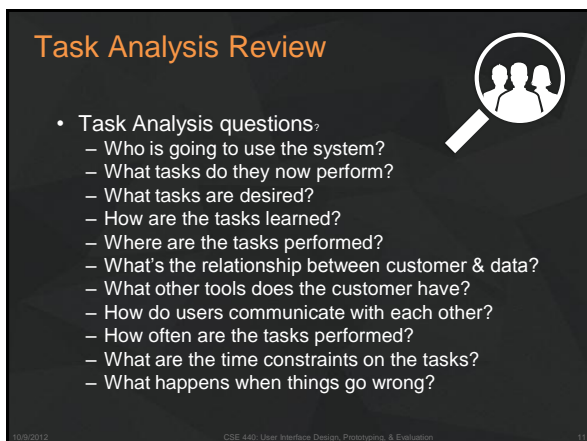 Task Analysis Review
• Task Analysis questions?
– Who is going to use the system?
– What tasks do they now perform?
– What tasks are desired?
– How are the tasks learned?
– Where are the tasks performed?
– What's the relationship between customer & data?
– What other tools does the customer have?
– How do users communicate with each other?
– How often are the tasks performed?
– What are the time constraints on the tasks?
– What happens when things go wrong?
10/9/2012 CSE 440: User Interface Design, Prototyping, & Evaluation 11